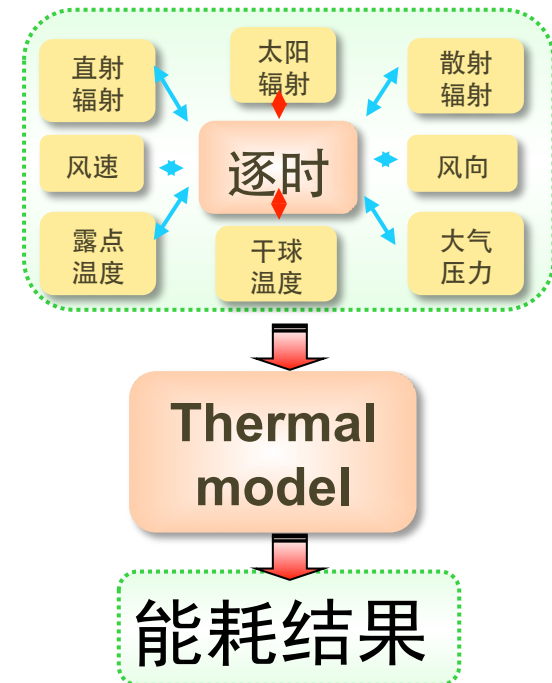 直射
辐射
太阳
辐射
散射
辐射
风速
逐时
风向
露点
温度
干球
温度
大气
压力
Thermal
model
能耗结果